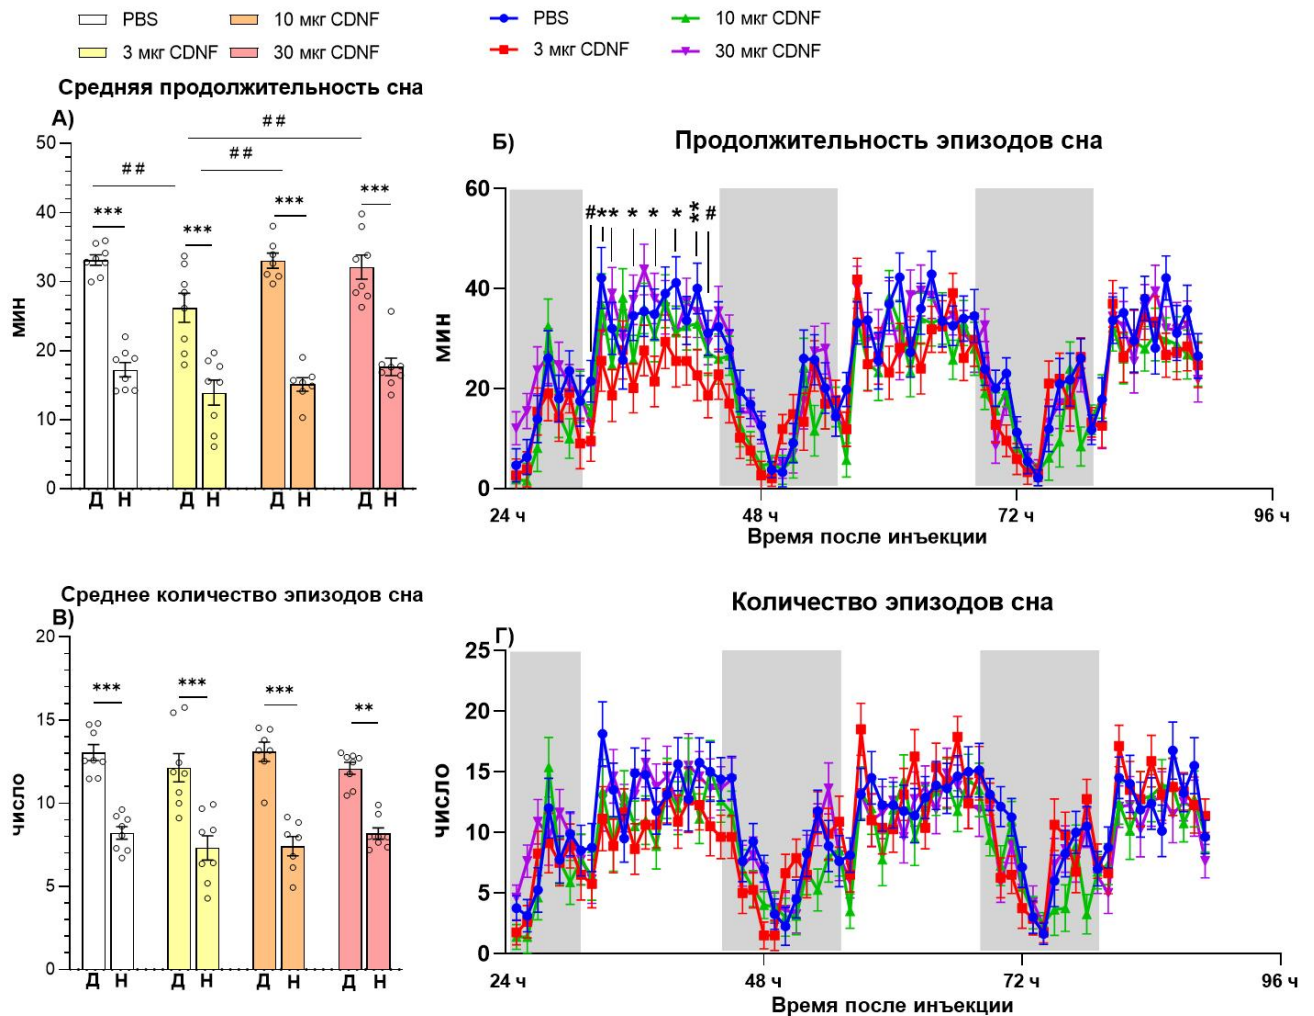 PBS
10 мкг CDNF
3 мкг CDNF
30 мкг CDNF
PBS
10 мкг CDNF
3 мкг CDNF
30 мкг CDNF
Средняя продолжительность сна
А)
мин
50
40
30
20
10
0
##
##
##
***
***
***
***
Д Н Д Н Д Н Д Н
Б)
Продолжительность эпизодов сна
мин
60
40
20
0
# * * * * * ** #
24 ч 48 ч 72 ч 96 ч
Время после инъекции
Среднее количество эпизодов сна
В)
число
20
15
10
5
0
*** *** *** **
Д Н Д Н Д Н Д Н
Количество эпизодов сна
Г)
число
25
20
15
10
5
0
24 ч 48 ч 72 ч 96 ч
Время после инъекции